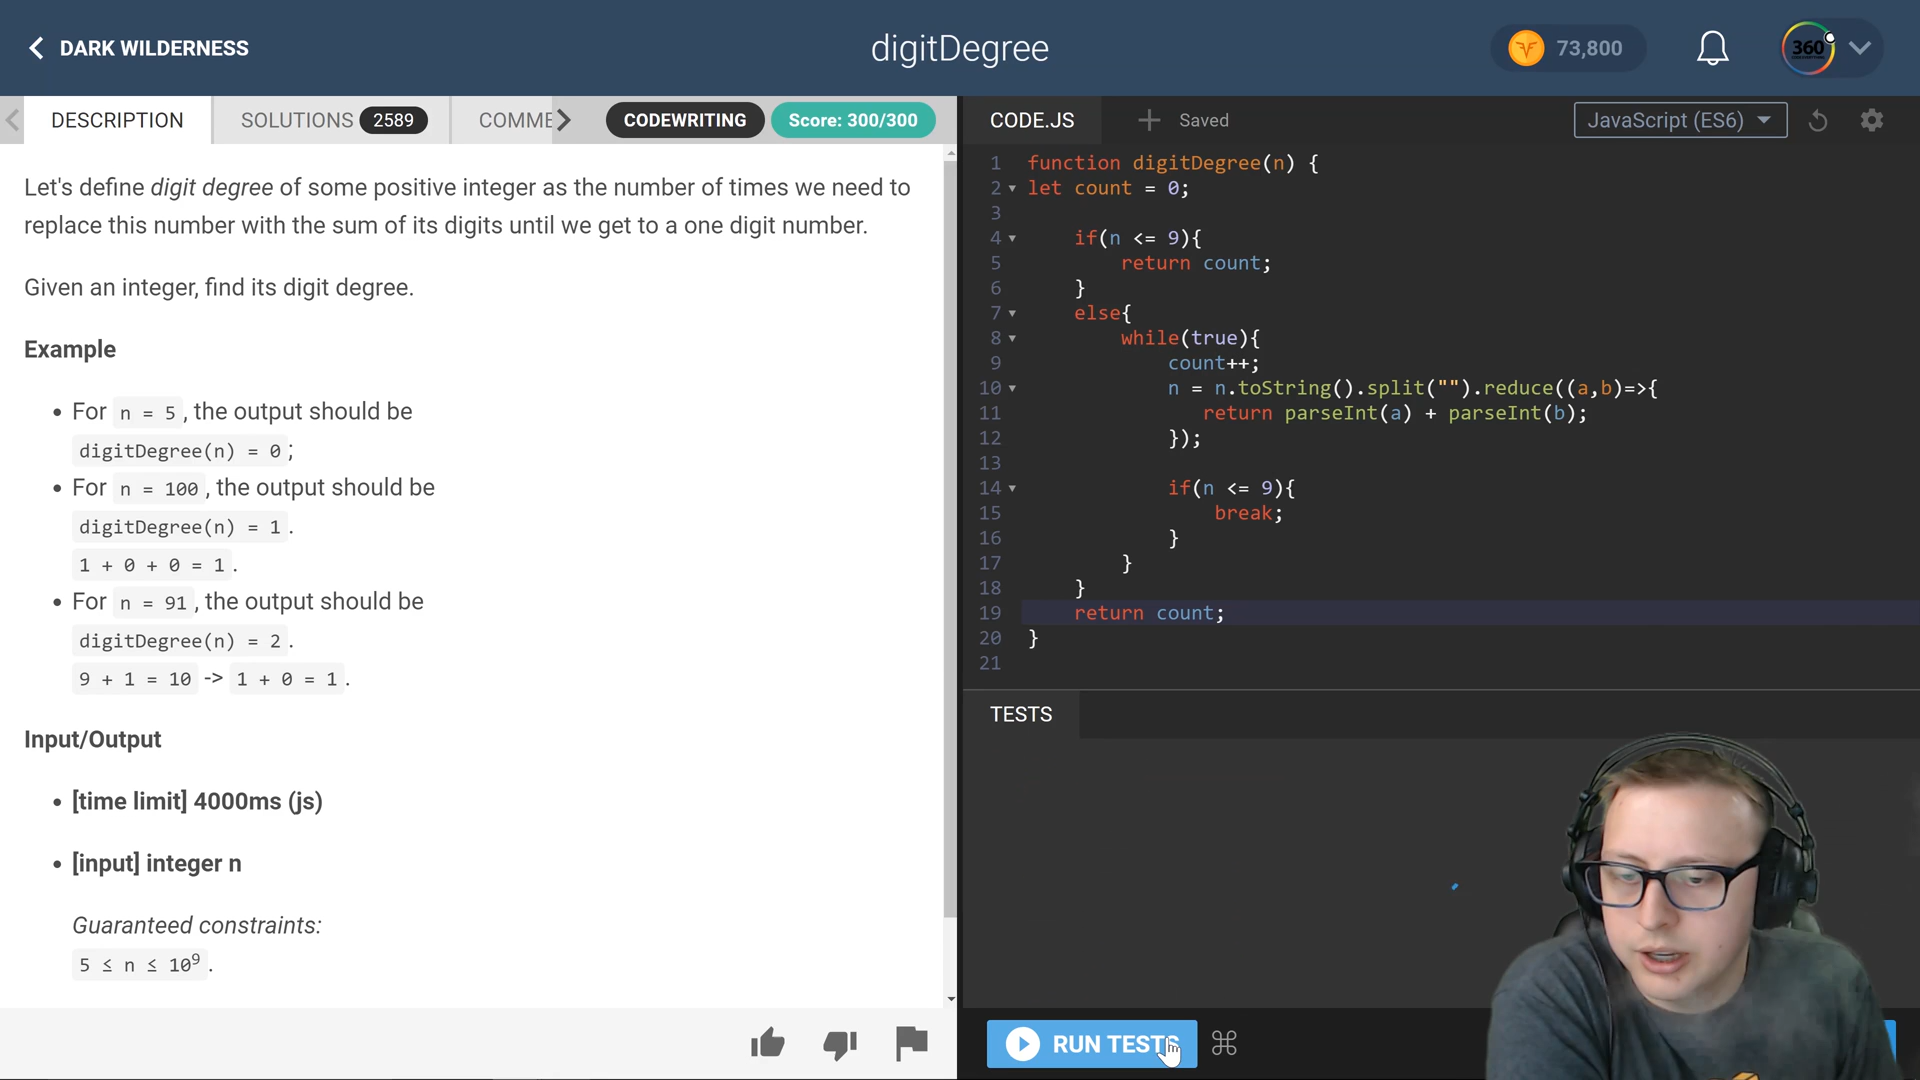 DARK WILDERNESS
digitDegree
73,800
360
DESCRIPTION
SOLUTIONS 2589
COMME
CODEWRITING
Score: 300/300
Let's define digit degree of some positive integer as the number of times we need to
replace this number with the sum of its digits until we get to a one digit number.
Given an integer, find its digit degree.
Example
• For n = 5, the output should be
digitDegree(n) = 0;
• For n = 100, the output should be
digitDegree(n) = 1.
1 + 0 + 0 = 1.
• For n = 91, the output should be
digitDegree(n) = 2.
9 + 1 = 10 -> 1 + 0 = 1.
Input/Output
• [time limit] 4000ms (js)
• [input] integer n
Guaranteed constraints:
5 ≤ n ≤ 10⁹.
CODE.JS
Saved
JavaScript (ES6)
1 function digitDegree(n) {
2 let count = 0;
3
4 if(n <= 9){
5 return count;
6 }
7 else{
8 while(true){
9 count++;
10 n = n.toString().split("").reduce((a,b)=>{
11 return parseInt(a) + parseInt(b);
12 });
13
14 if(n <= 9){
15 break;
16 }
17 }
18 }
19 return count;
20 }
21
TESTS
RUN TESTS